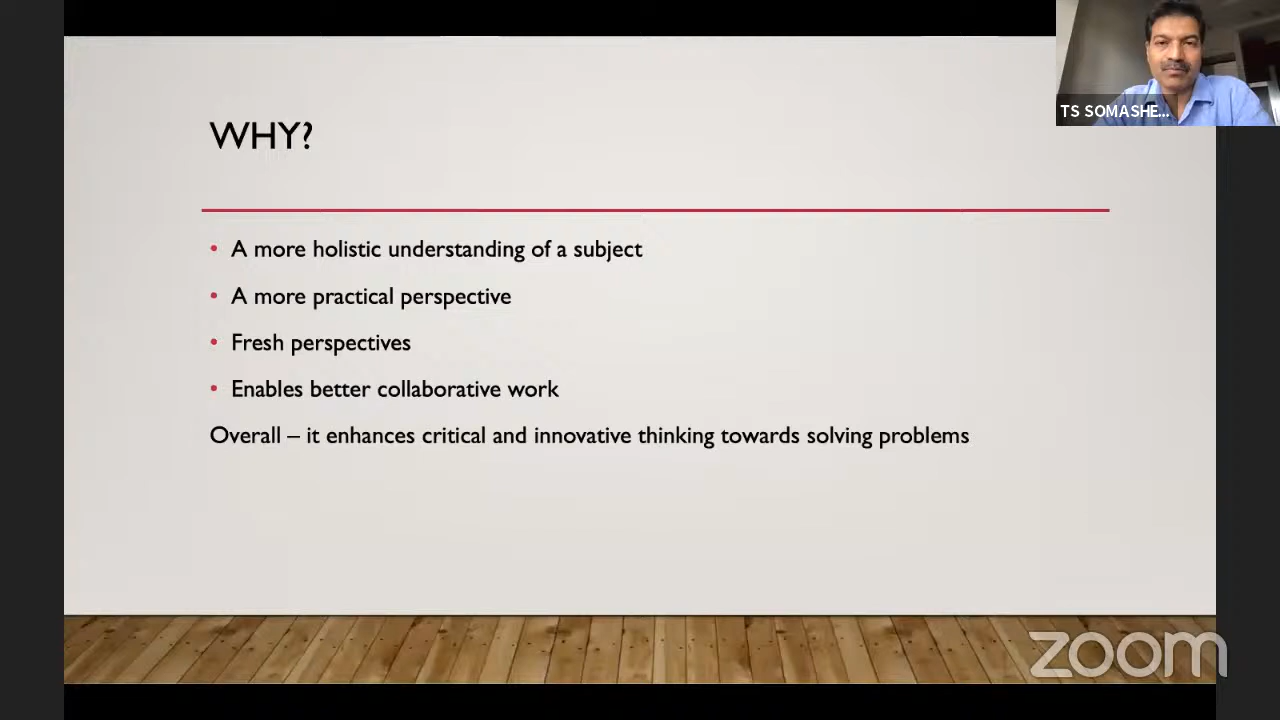 TS SOMASHE...
WHY?
• A more holistic understanding of a subject
• A more practical perspective
• Fresh perspectives
• Enables better collaborative work
Overall – it enhances critical and innovative thinking towards solving problems
zoom